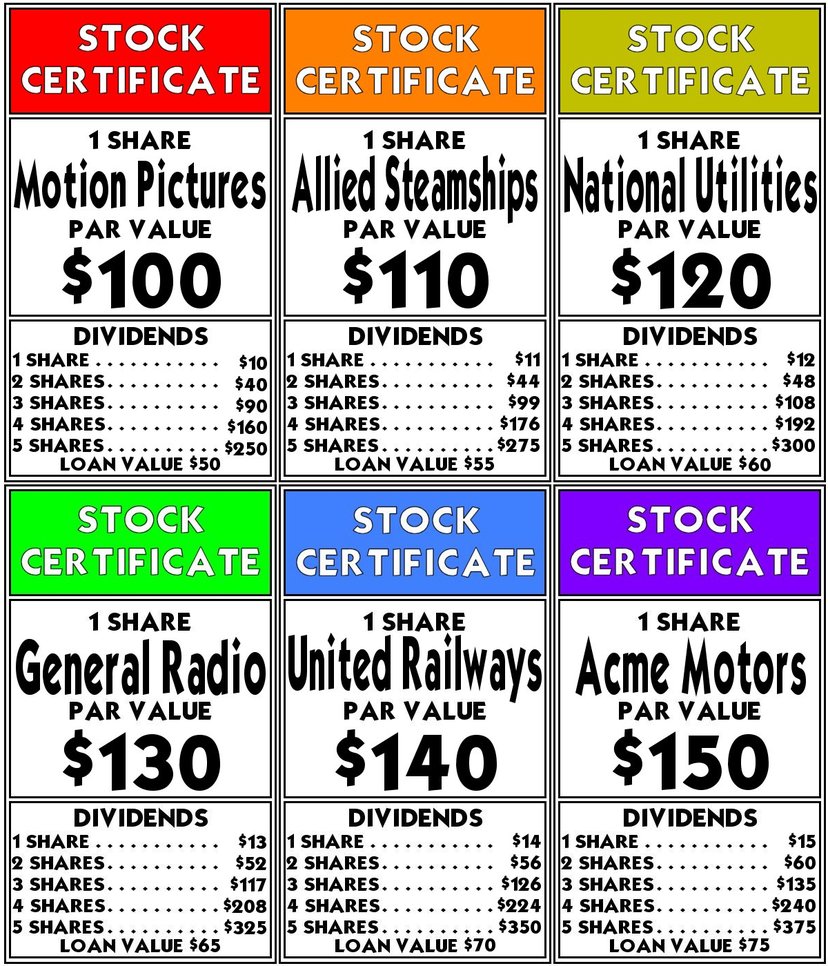 STOCK
CERTIFICATE
1 SHARE
Motion Pictures
PAR VALUE
$100
DIVIDENDS
1 SHARE . . . . . . . . . . . $10
2 SHARES. . . . . . . . . . $40
3 SHARES. . . . . . . . . . $90
4 SHARES. . . . . . . . . . $160
5 SHARES. . . . . . . . . . $250
LOAN VALUE $50
STOCK
CERTIFICATE
1 SHARE
Allied Steamships
PAR VALUE
$110
DIVIDENDS
1 SHARE . . . . . . . . . . . $11
2 SHARES. . . . . . . . . . $44
3 SHARES. . . . . . . . . . $99
4 SHARES. . . . . . . . . . $176
5 SHARES. . . . . . . . . . $275
LOAN VALUE $55
STOCK
CERTIFICATE
1 SHARE
National Utilities
PAR VALUE
$120
DIVIDENDS
1 SHARE . . . . . . . . . . . $12
2 SHARES. . . . . . . . . . $48
3 SHARES. . . . . . . . . . $108
4 SHARES. . . . . . . . . . $192
5 SHARES. . . . . . . . . . $300
LOAN VALUE $60
STOCK
CERTIFICATE
1 SHARE
General Radio
PAR VALUE
$130
DIVIDENDS
1 SHARE . . . . . . . . . . . $13
2 SHARES. . . . . . . . . . $52
3 SHARES. . . . . . . . . . $117
4 SHARES. . . . . . . . . . $208
5 SHARES. . . . . . . . . . $325
LOAN VALUE $65
STOCK
CERTIFICATE
1 SHARE
United Railways
PAR VALUE
$140
DIVIDENDS
1 SHARE . . . . . . . . . . . $14
2 SHARES. . . . . . . . . . $56
3 SHARES. . . . . . . . . . $126
4 SHARES. . . . . . . . . . $224
5 SHARES. . . . . . . . . . $350
LOAN VALUE $70
STOCK
CERTIFICATE
1 SHARE
Acme Motors
PAR VALUE
$150
DIVIDENDS
1 SHARE . . . . . . . . . . . $15
2 SHARES. . . . . . . . . . $60
3 SHARES. . . . . . . . . . $135
4 SHARES. . . . . . . . . . $240
5 SHARES. . . . . . . . . . $375
LOAN VALUE $75